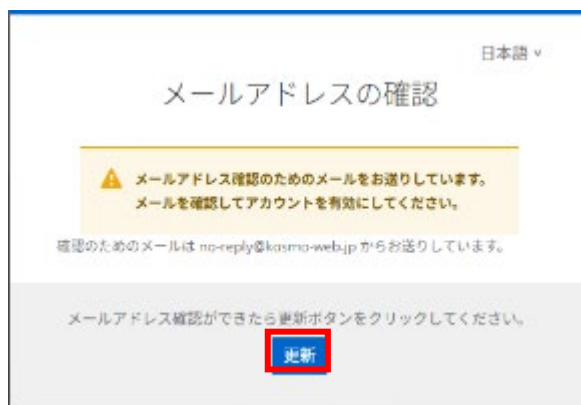 日本語
メールアドレスの確認
メールアドレス確認のためのメールをお送りしています。
メールを確認してアカウントを有効にしてください。
確認のためのメールは no-reply@kosmo-web.jp からお送りしています。
メールアドレス確認ができたら更新ボタンをクリックしてください。
更新